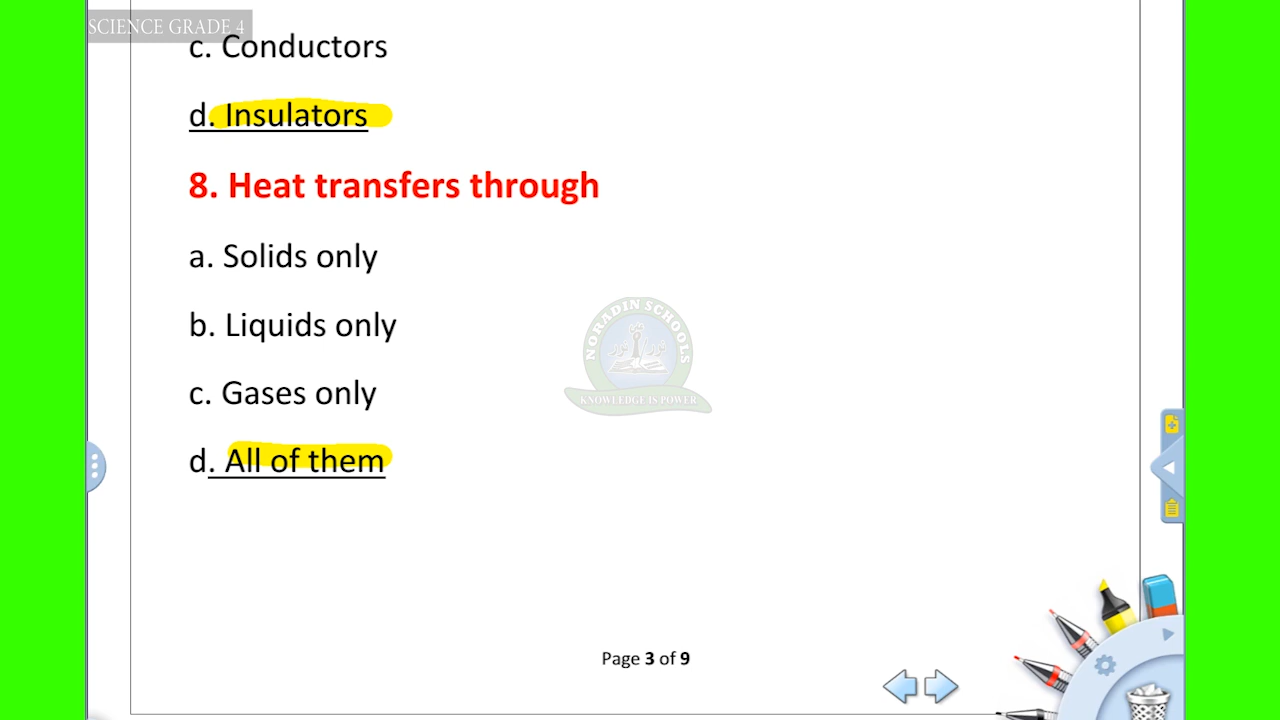 SCIENCE GRADE 4
c. Conductors
d. Insulators
8. Heat transfers through
a. Solids only
b. Liquids only
c. Gases only
d. All of them
NORADIN SCHOOLS
KNOWLEDGE IS POWER
Page 3 of 9